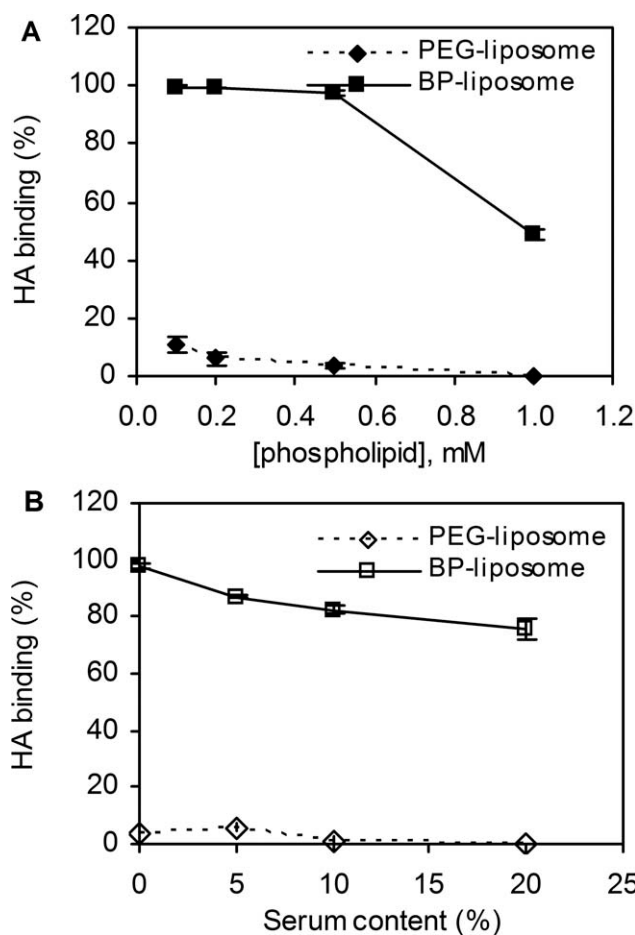 A
120
PEG-liposome
BP-liposome
100
80
60
40
20
0
HA binding (%)
0.0 0.2 0.4 0.6 0.8 1.0 1.2
[phospholipid], mM
B
120
PEG-liposome
BP-liposome
100
80
60
40
20
0
HA binding (%)
0 5 10 15 20 25
Serum content (%)